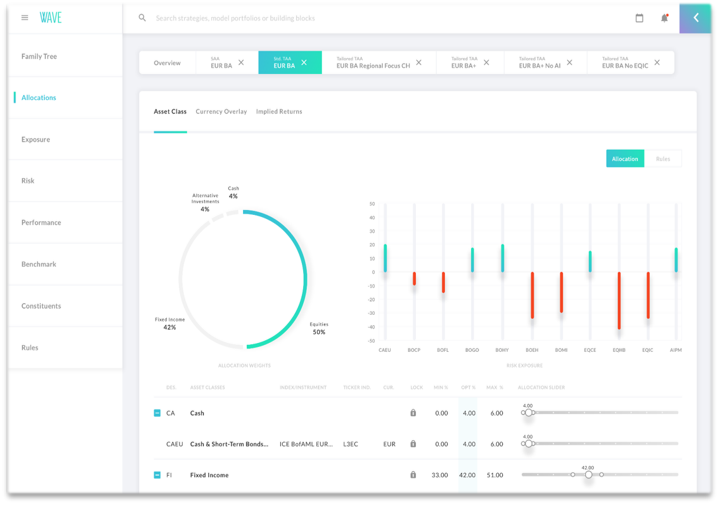 WAVE
Search strategies, model portfolios or building blocks
Family Tree
Allocations
Exposure
Risk
Performance
Benchmark
Constituents
Rules
Overview
SAA
EUR BA
BoC TAA
EUR BA
Tailored TAA
EUR BA Regional Focus CH
Tailored TAA
EUR BA+
Tailored TAA
EUR BA+ No AI
Tailored TAA
EUR BA No EQIC
Asset Class
Currency Overlay
Implied Returns
Allocation
Rules
Cash
4%
Alternative
Investments
4%
Fixed Income
42%
Equities
50%
ALLOCATION WEIGHTS
50
40
30
20
10
0
-10
-20
-30
-40
-50
CAEU BOCP BOFL BOGO BOHY BOEH BOME EQCE EQNB EQIC AIPM
RISK EXPOSURE
DES. ASSET CLASSES INDEX/INSTRUMENT TICKER IND. CUR. LOCK MIN % OPT % MAX. % ALLOCATION SLIDER
CA Cash 0.00 4.00 6.00 4.00
CAEU Cash & Short-Term Bonds... ICE BofAML EUR... L3EC EUR 0.00 4.00 6.00 4.00
FI Fixed Income 33.00 42.00 51.00 42.00